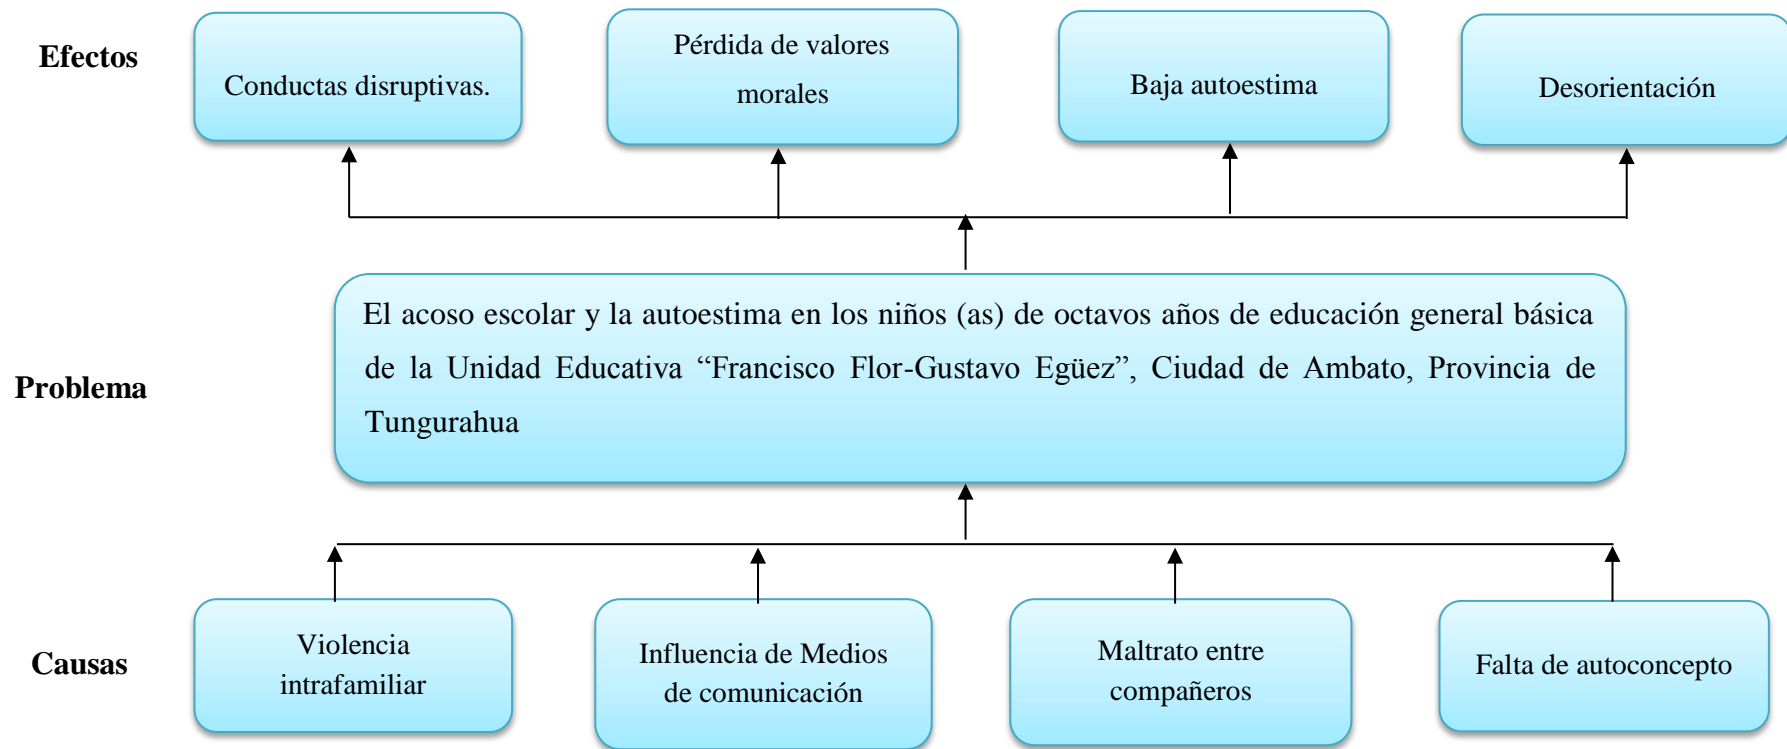 Efectos
Conductas disruptivas.
Pérdida de valores
morales
Baja autoestima
Desorientación
Problema
El acoso escolar y la autoestima en los niños (as) de octavos años de educación general básica
de la Unidad Educativa “Francisco Flor-Gustavo Egüez”, Ciudad de Ambato, Provincia de
Tungurahua
Causas
Violencia
intrafamiliar
Influencia de Medios
de comunicación
Maltrato entre
compañeros
Falta de autoconcepto